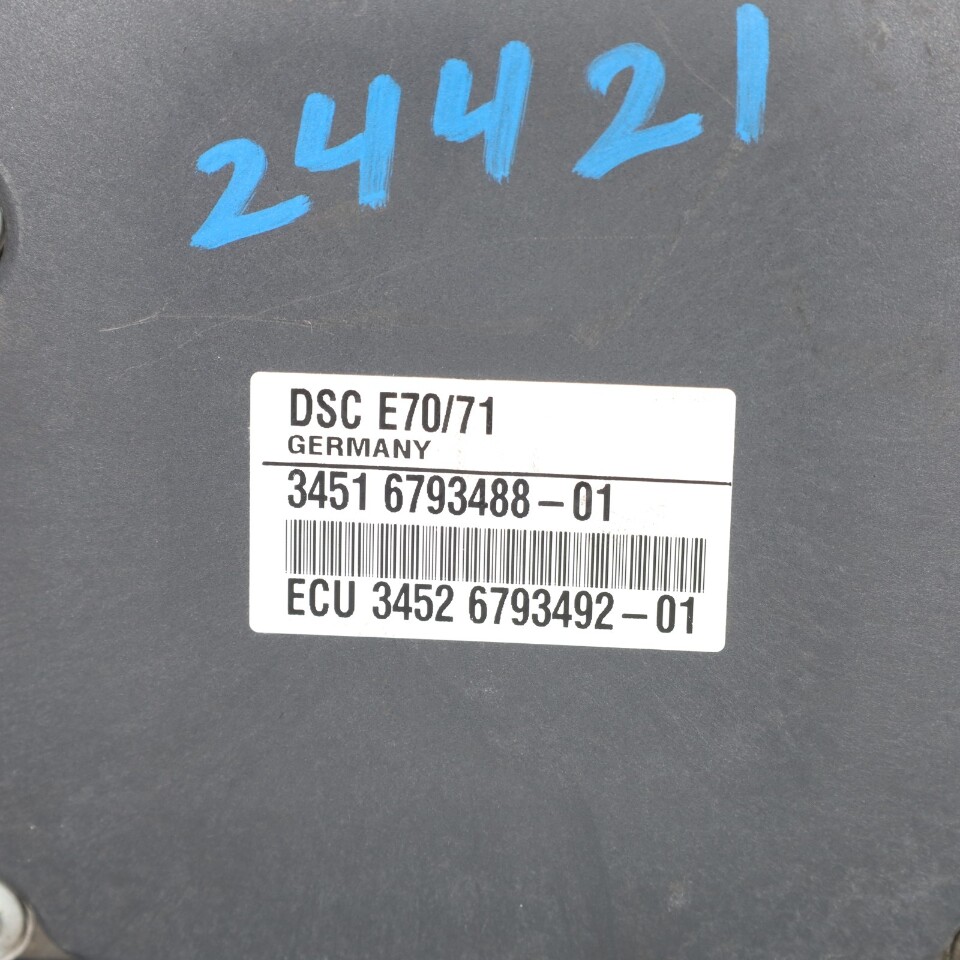 24421
DSC E70/71
GERMANY
3451 6793488-01
ECU 3452 6793492-01